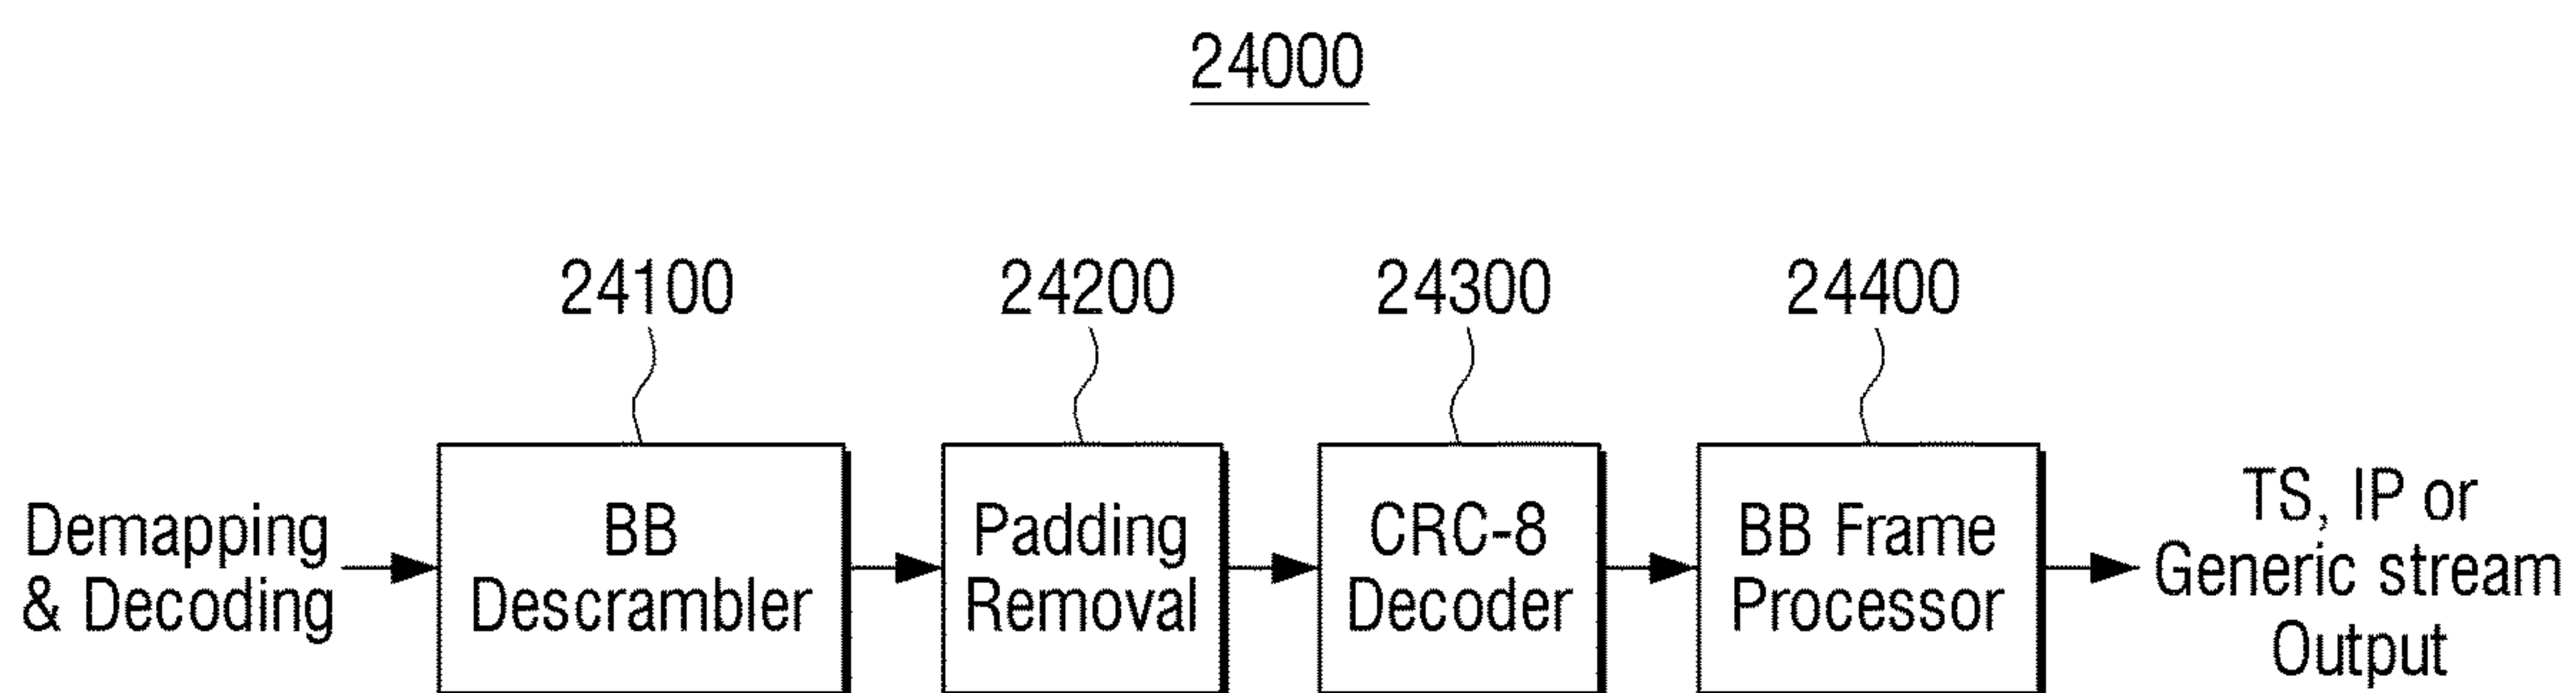 24000
24100
24200
24300
24400
Demapping
& Decoding
BB
Descrambler
Padding
Removal
CRC-8
Decoder
BB Frame
Processor
TS, IP or
Generic stream
Output